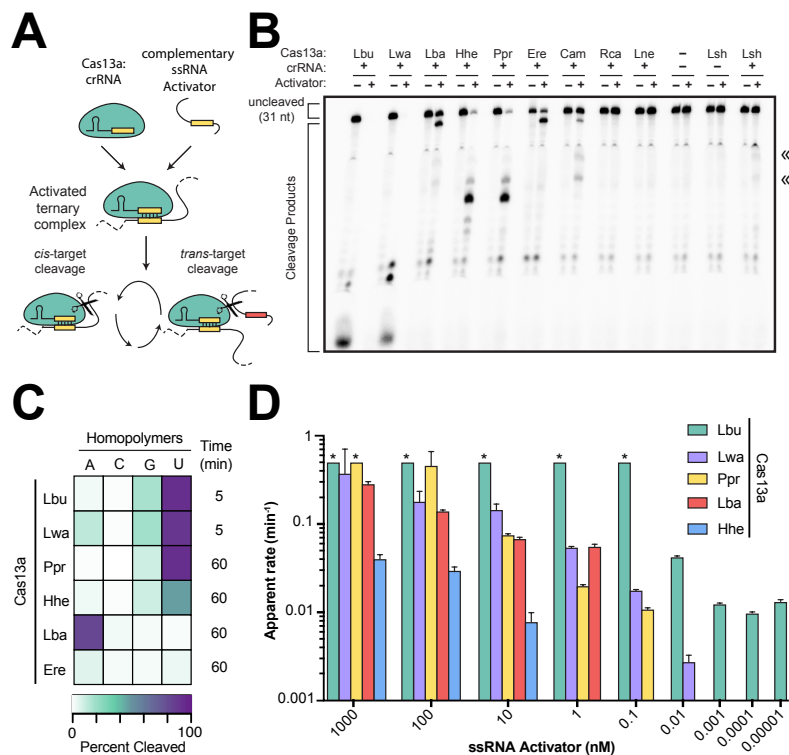 A
Cas13a:
crRNA
complementary
ssRNA
Activator
Activated
ternary
complex
cis-target
cleavage
trans-target
cleavage
B
Cas13a: Lbu Lwa Lba Hhe Ppr Ere Cam Rca Lne – Lsh Lsh
crRNA: + + + + + + + + + – – +
Activator: – + – + – + – + – + – + – + – + – + – + – + – +
uncleaved
(31 nt)
Cleavage Products
«
«
C
Homopolymers
Time
(min)
A C G U
Cas13a
Lbu 5
Lwa 5
Ppr 60
Hhe 60
Lba 60
Ere 60
0 100
Percent Cleaved
D
Apparent rate (min-1)
1
0.1
0.01
0.001
* * * * * *
Lbu
Lwa
Ppr
Lba
Hhe
Cas13a
1000 100 10 1 0.1 0.01 0.001 0.0001 0.00001
ssRNA Activator (nM)